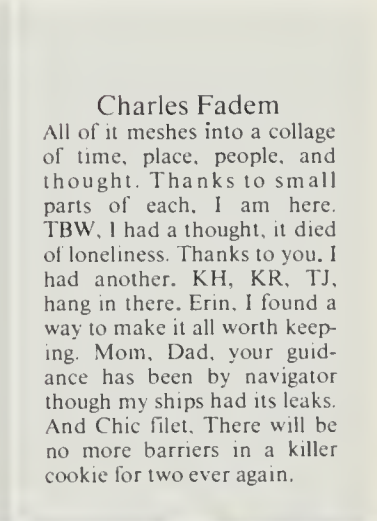 Charles Fadem
All of it meshes into a collage
of time, place, people, and
thought. Thanks to small
parts of each, I am here.
TBW, I had a thought, it died
of loneliness. Thanks to you, I
had another. KH, KR, TJ,
hang in there. Erin, I found a
way to make it all worth keep-
ing. Mom, Dad, your guid-
ance has been by navigator
though my ships had its leaks.
And Chic filet, There will be
no more barriers in a killer
cookie for two ever again.